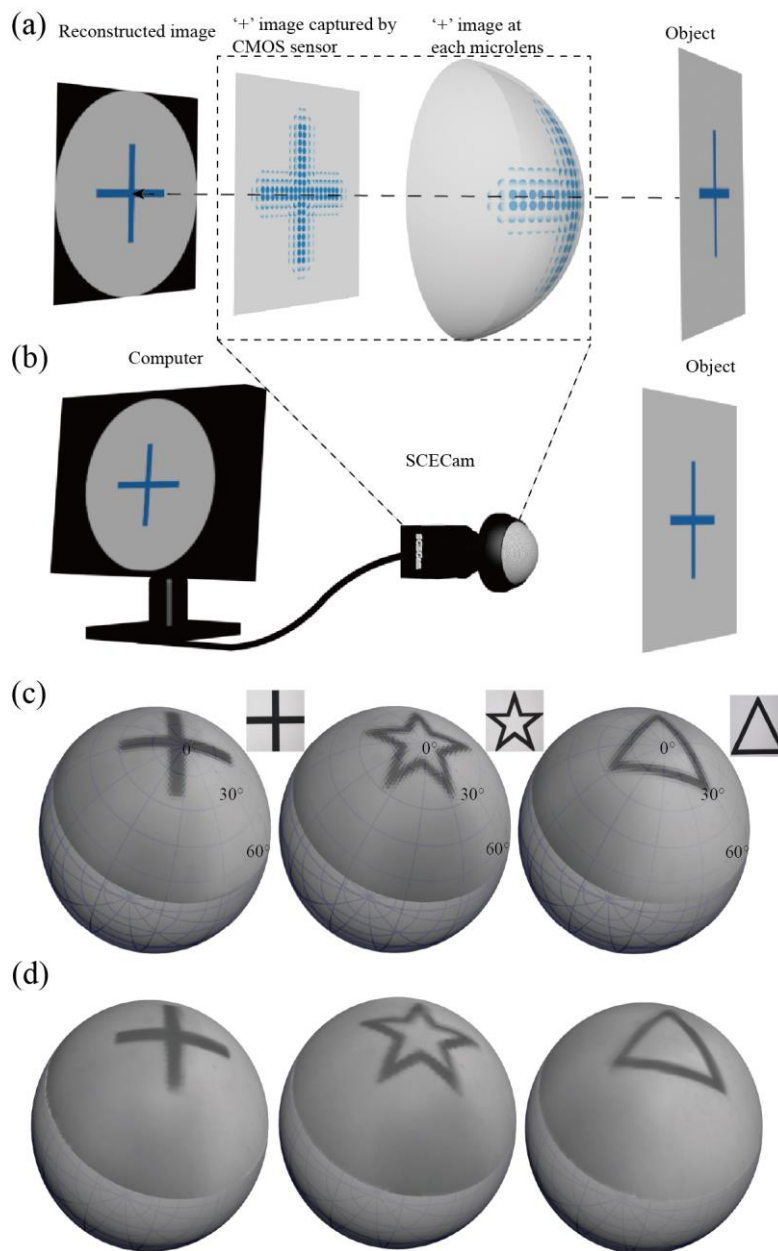 (a)
Reconstructed image
‘+’ image captured by
CMOS sensor
‘+’ image at
each microlens
Object
(b)
Computer
Object
SCECam
(c)
0
30°
60°
0°
30°
60°
0°
30°
60°
(d)